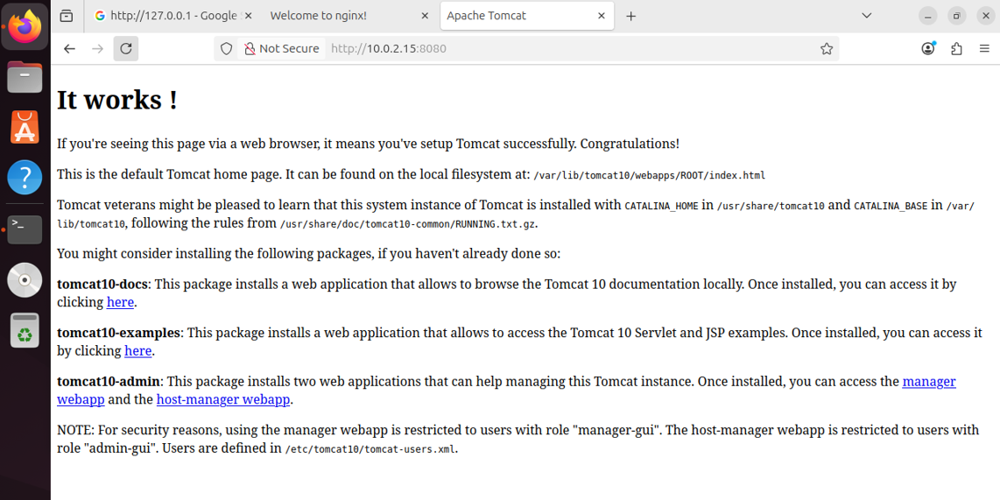 http://127.0.0.1 - Google
Welcome to nginx!
Apache Tomcat
Not Secure
http://10.0.2.15:8080
It works !
If you're seeing this page via a web browser, it means you've setup Tomcat successfully. Congratulations!
This is the default Tomcat home page. It can be found on the local filesystem at: /var/lib/tomcat10/webapps/ROOT/index.html
Tomcat veterans might be pleased to learn that this system instance of Tomcat is installed with CATALINA_HOME in /usr/share/tomcat10 and CATALINA_BASE in /var/
lib/tomcat10, following the rules from /usr/share/doc/tomcat10-common/RUNNING.txt.gz.
You might consider installing the following packages, if you haven't already done so:
tomcat10-docs: This package installs a web application that allows to browse the Tomcat 10 documentation locally. Once installed, you can access it by
clicking here.
tomcat10-examples: This package installs a web application that allows to access the Tomcat 10 Servlet and JSP examples. Once installed, you can access it
by clicking here.
tomcat10-admin: This package installs two web applications that can help managing this Tomcat instance. Once installed, you can access the manager
webapp and the host-manager webapp.
NOTE: For security reasons, using the manager webapp is restricted to users with role "manager-gui". The host-manager webapp is restricted to users with
role "admin-gui". Users are defined in /etc/tomcat10/tomcat-users.xml.